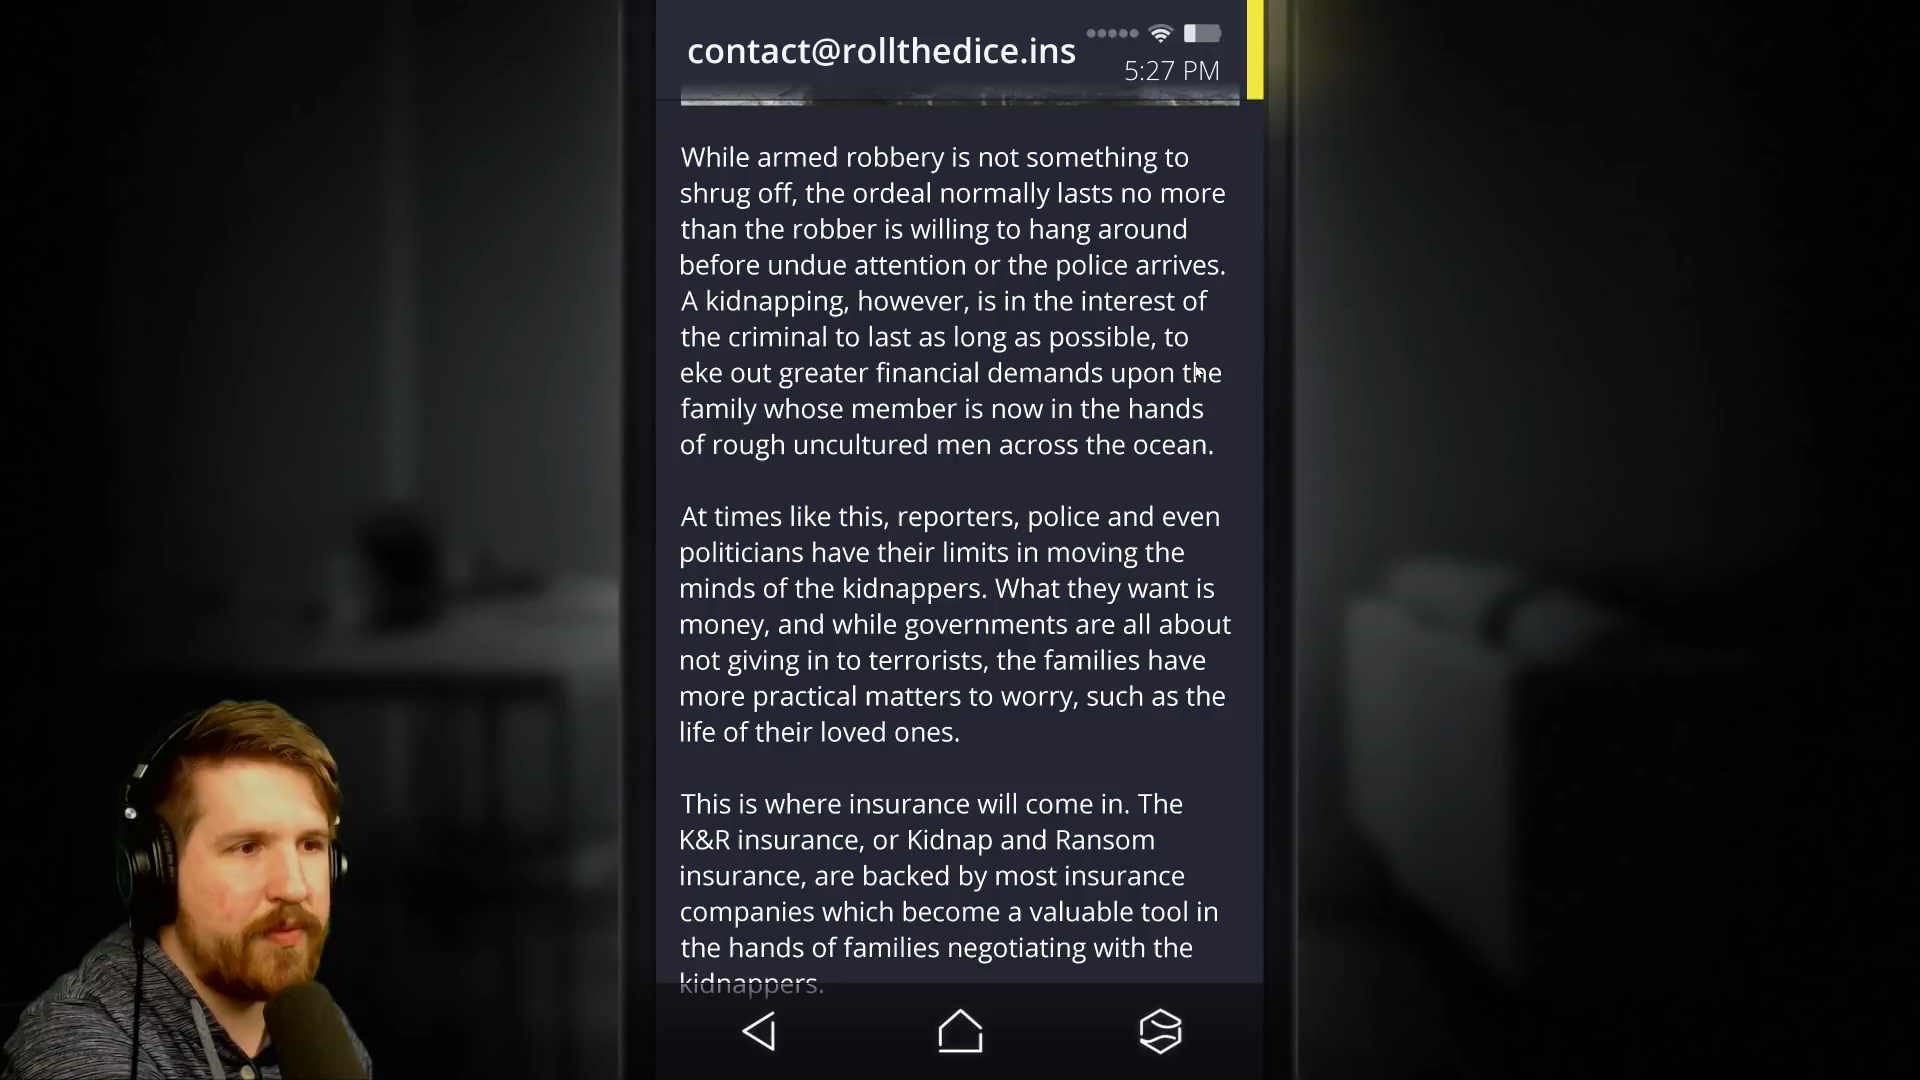 contact@rollthedice.ins
5:27 PM
While armed robbery is not something to
shrug off, the ordeal normally lasts no more
than the robber is willing to hang around
before undue attention or the police arrives.
A kidnapping, however, is in the interest of
the criminal to last as long as possible, to
eke out greater financial demands upon the
family whose member is now in the hands
of rough uncultured men across the ocean.
At times like this, reporters, police and even
politicians have their limits in moving the
minds of the kidnappers. What they want is
money, and while governments are all about
not giving in to terrorists, the families have
more practical matters to worry, such as the
life of their loved ones.
This is where insurance will come in. The
K&R insurance, or Kidnap and Ransom
insurance, are backed by most insurance
companies which become a valuable tool in
the hands of families negotiating with the
kidnappers.